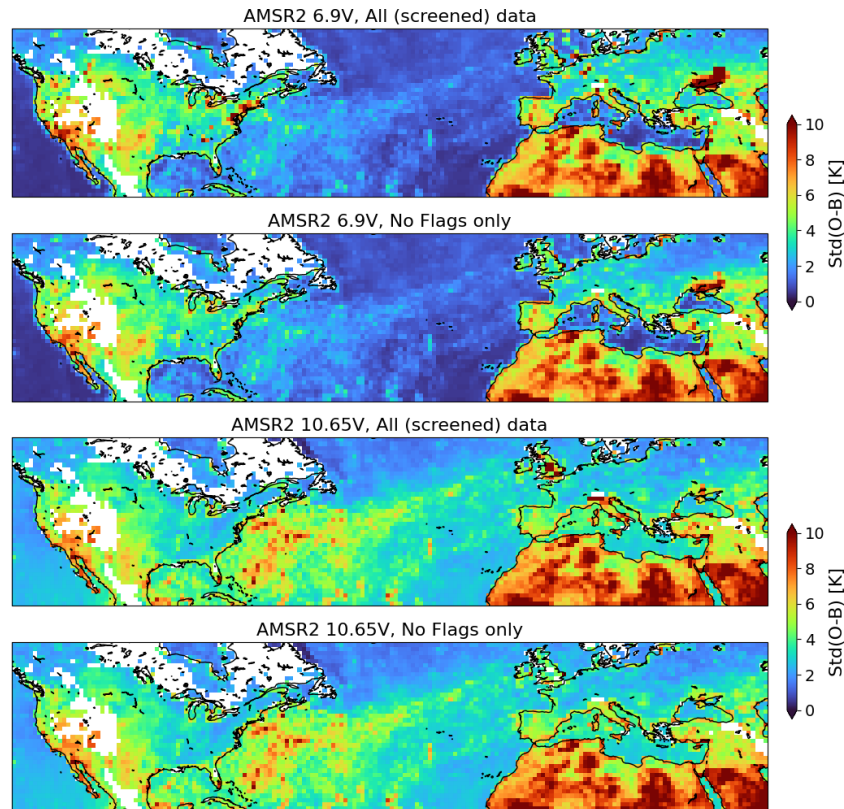 AMSR2 6.9V, All (screened) data
AMSR2 6.9V, No Flags only
10
8
6
4
2
0
Std(O-B) [K]
AMSR2 10.65V, All (screened) data
AMSR2 10.65V, No Flags only
10
8
6
4
2
0
Std(O-B) [K]